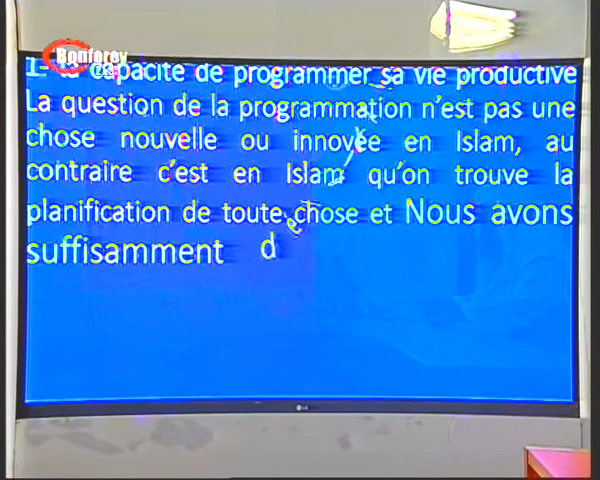 Bonferey
1- capacité de programmer sa vie productive
La question de la programmation n'est pas une
chose nouvelle ou innovée en Islam, au
contraire c'est en Islam qu'on trouve la
planification de toute chose et Nous avons
suffisamment de
LG